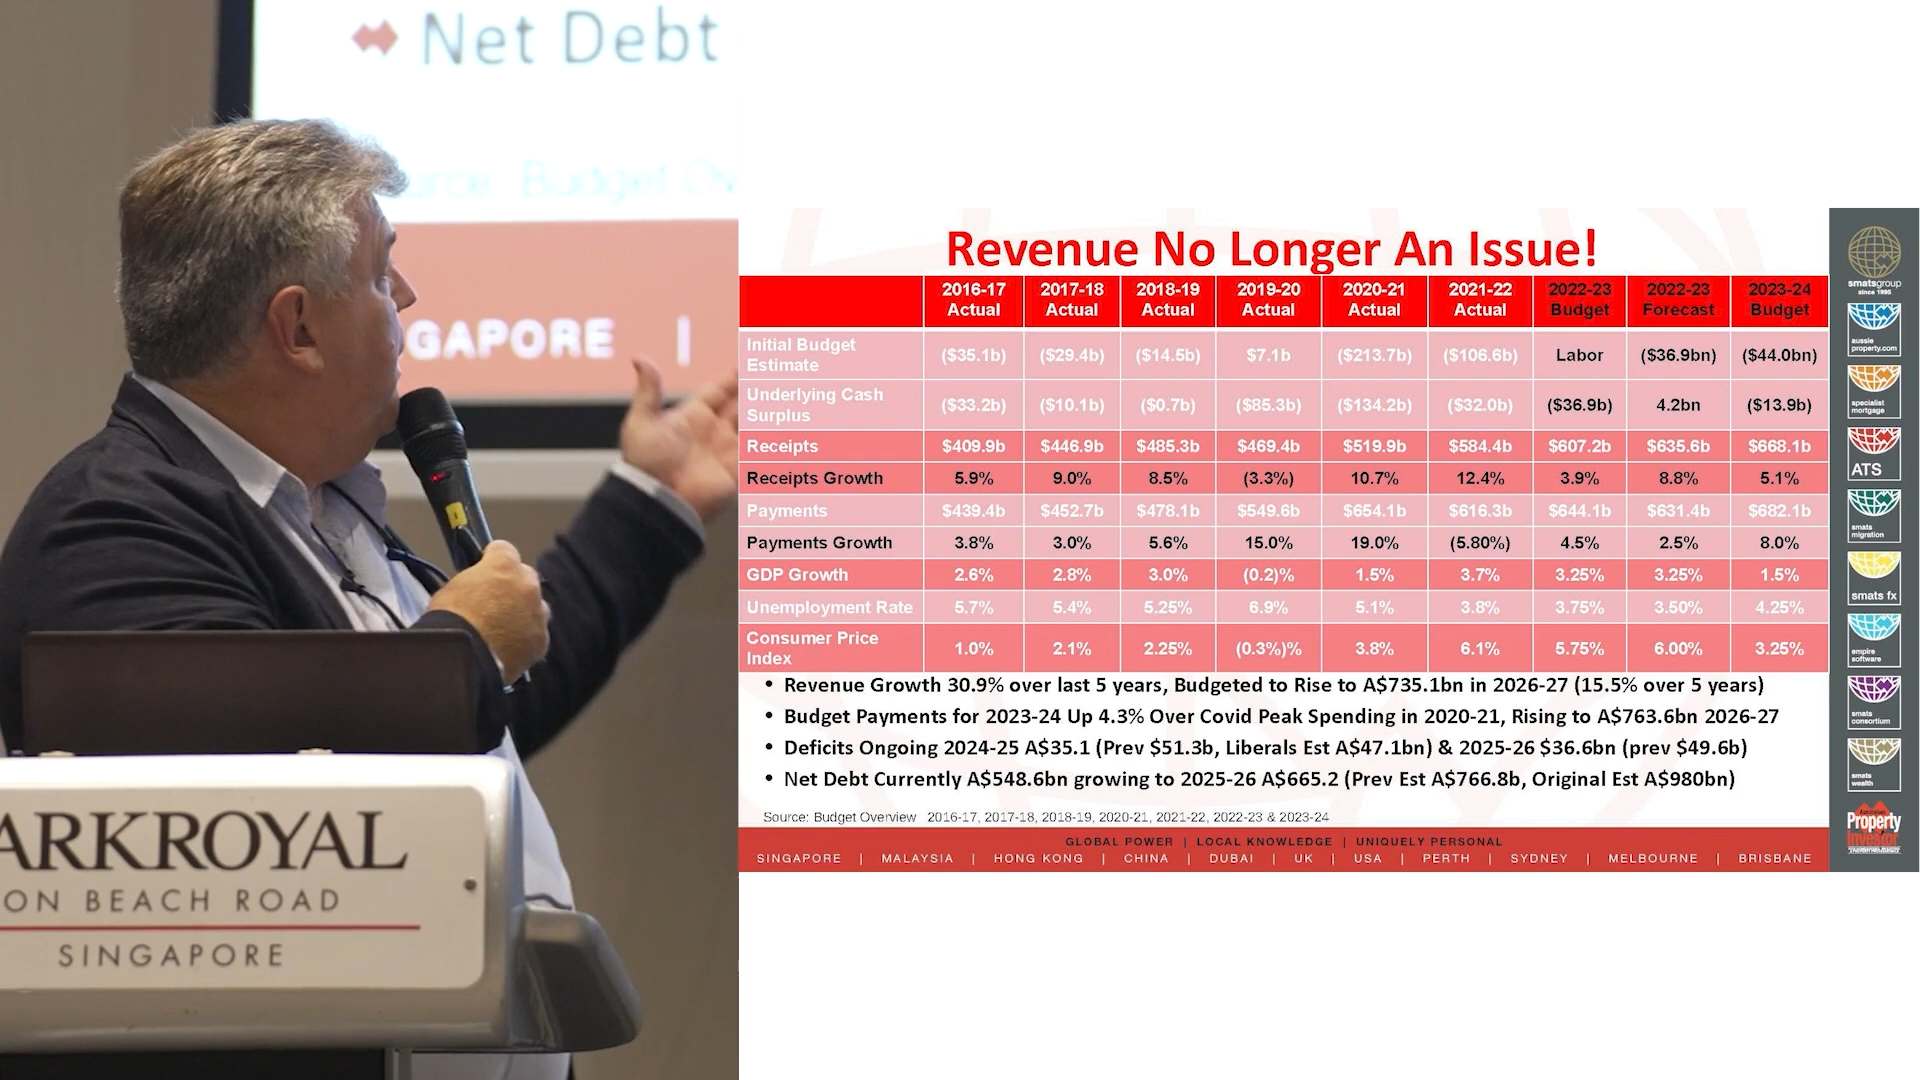 Net Debt
Budget Ov
NGAPORE |
ARKROYAL
ON BEACH ROAD
SINGAPORE
Revenue No Longer An Issue!
2016-17 Actual 2017-18 Actual 2018-19 Actual 2019-20 Actual 2020-21 Actual 2021-22 Actual 2022-23 Budget 2022-23 Forecast 2023-24 Budget
Initial Budget Estimate ($35.1b) ($29.4b) ($14.5b) $7.1b ($213.7b) ($106.6b) Labor ($36.9bn) ($44.0bn)
Underlying Cash Surplus ($33.2b) ($10.1b) ($0.7b) ($85.3b) ($134.2b) ($32.0b) ($36.9b) 4.2bn ($13.9b)
Receipts $409.9b $446.9b $485.3b $469.4b $519.9b $584.4b $607.2b $635.6b $668.1b
Receipts Growth 5.9% 9.0% 8.5% (3.3%) 10.7% 12.4% 3.9% 8.8% 5.1%
Payments $439.4b $452.7b $478.1b $549.6b $654.1b $616.3b $644.1b $631.4b $682.1b
Payments Growth 3.8% 3.0% 5.6% 15.0% 19.0% (5.80%) 4.5% 2.5% 8.0%
GDP Growth 2.6% 2.8% 3.0% (0.2)% 1.5% 3.7% 3.25% 3.25% 1.5%
Unemployment Rate 5.7% 5.4% 5.25% 6.9% 5.1% 3.8% 3.75% 3.50% 4.25%
Consumer Price Index 1.0% 2.1% 2.25% (0.3%)% 3.8% 6.1% 5.75% 6.00% 3.25%
• Revenue Growth 30.9% over last 5 years, Budgeted to Rise to A$735.1bn in 2026-27 (15.5% over 5 years)
• Budget Payments for 2023-24 Up 4.3% Over Covid Peak Spending in 2020-21, Rising to A$763.6bn 2026-27
• Deficits Ongoing 2024-25 A$35.1 (Prev $51.3b, Liberals Est A$47.1bn) & 2025-26 $36.6bn (prev $49.6b)
• Net Debt Currently A$548.6bn growing to 2025-26 A$665.2 (Prev Est A$766.8b, Original Est A$980bn)
Source: Budget Overview 2016-17, 2017-18, 2018-19, 2020-21, 2021-22, 2022-23 & 2023-24
GLOBAL POWER | LOCAL KNOWLEDGE | UNIQUELY PERSONAL
SINGAPORE | MALAYSIA | HONG KONG | CHINA | DUBAI | UK | USA | PERTH | SYDNEY | MELBOURNE | BRISBANE
smatsgroup
since 1995
aussie
property.com
specialist
mortgage
ATS
smats
migration
smats fx
empire
software
smats
consortium
smats
wealth
Property
Investor